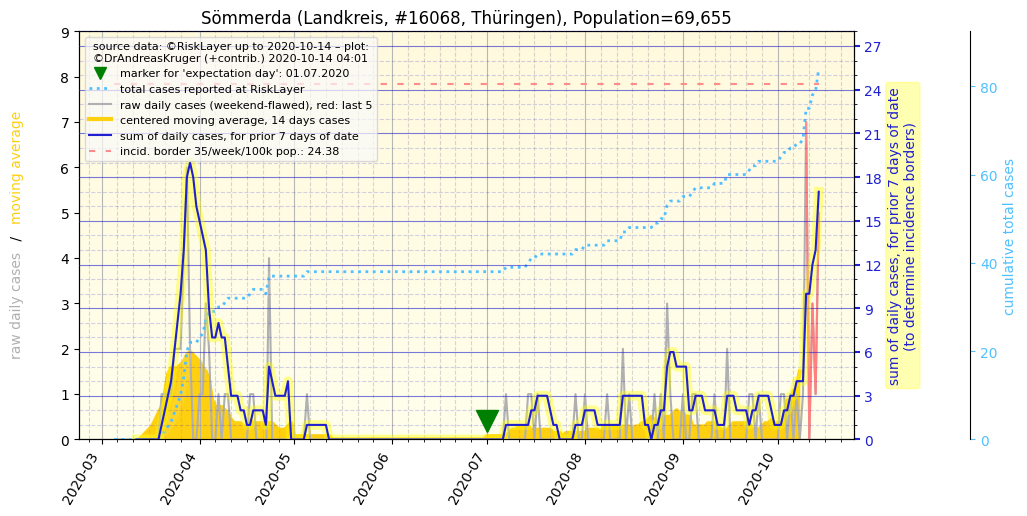 Sömmerda (Landkreis, #16068, Thüringen), Population=69,655
source data: ©RiskLayer up to 2020-10-14 – plot:
©DrAndreasKruger (+contrib.) 2020-10-14 04:01
marker for 'expectation day': 01.07.2020
total cases reported at RiskLayer
raw daily cases (weekend-flawed), red: last 5
centered moving average, 14 days cases
sum of daily cases, for prior 7 days of date
incid. border 35/week/100k pop.: 24.38
raw daily cases / moving average
9
8
7
6
5
4
3
2
1
0
2020-03
2020-04
2020-05
2020-06
2020-07
2020-08
2020-09
2020-10
27
24
21
18
15
12
9
6
3
0
sum of daily cases, for prior 7 days of date
(to determine incidence borders)
80
60
40
20
0
cumulative total cases